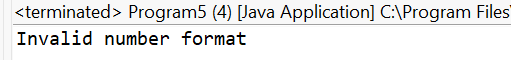 <terminated> Program5 (4) [Java Application] C:\Program Files\
Invalid number format